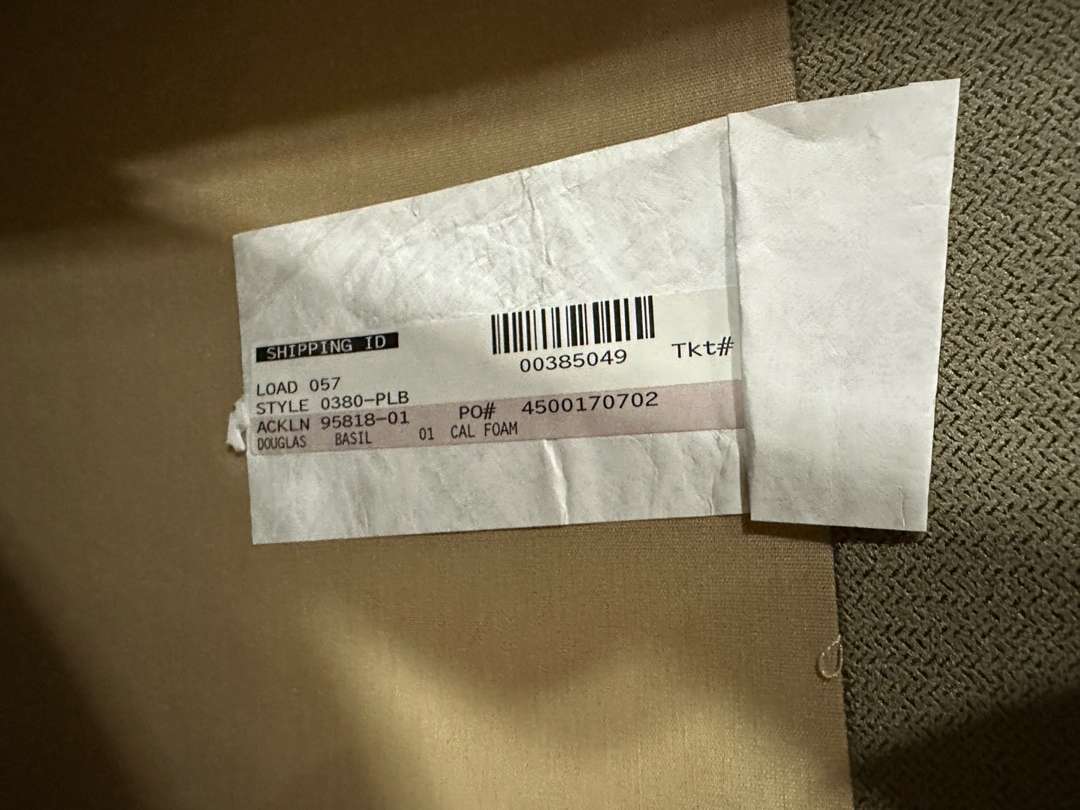 SHIPPING ID
00385049 Tkt#
LOAD 057
STYLE 0380-PLB
ACKLN 95818-01 PO# 4500170702
DOUGLAS BASIL 01 CAL FOAM